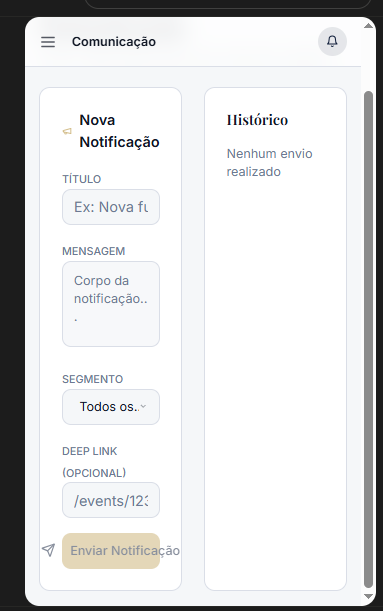 Comunicação
Nova
Notificação
TÍTULO
Ex: Nova fu
MENSAGEM
Corpo da
notificação..
.
SEGMENTO
Todos os..
DEEP LINK
(OPCIONAL)
/events/123
Enviar Notificação
Histórico
Nenhum envio
realizado